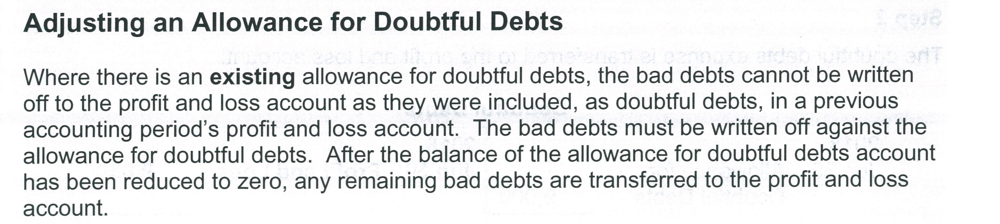 Adjusting an Allowance for Doubtful Debts
Where there is an existing allowance for doubtful debts, the bad debts cannot be written
off to the profit and loss account as they were included, as doubtful debts, in a previous
accounting period's profit and loss account.  The bad debts must be written off against the
allowance for doubtful debts.  After the balance of the allowance for doubtful debts account
has been reduced to zero, any remaining bad debts are transferred to the profit and loss
account.